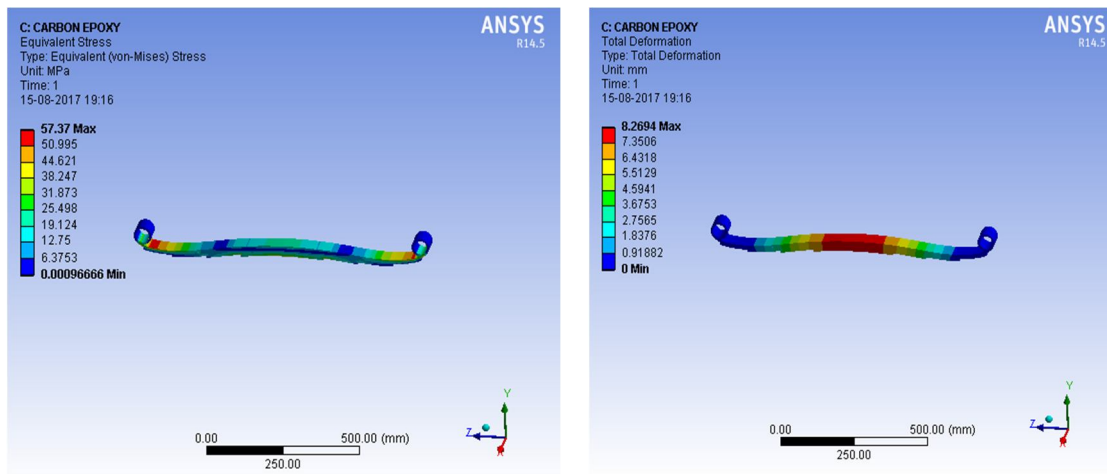 C: CARBON EPOXY
Equivalent Stress
Type: Equivalent (von-Mises) Stress
Unit: MPa
Time: 1
15-08-2017 19:16
ANSYS
R14.5
57.37 Max
50.995
44.621
38.247
31.873
25.498
19.124
12.75
6.3753
0.00096666 Min
0.00
500.00 (mm)
250.00
Y
Z
X
C: CARBON EPOXY
Total Deformation
Type: Total Deformation
Unit: mm
Time: 1
15-08-2017 19:16
ANSYS
R14.5
8.2694 Max
7.3506
6.4318
5.5129
4.5941
3.6753
2.7565
1.8376
0.91882
0 Min
0.00
500.00 (mm)
250.00
Y
Z
X